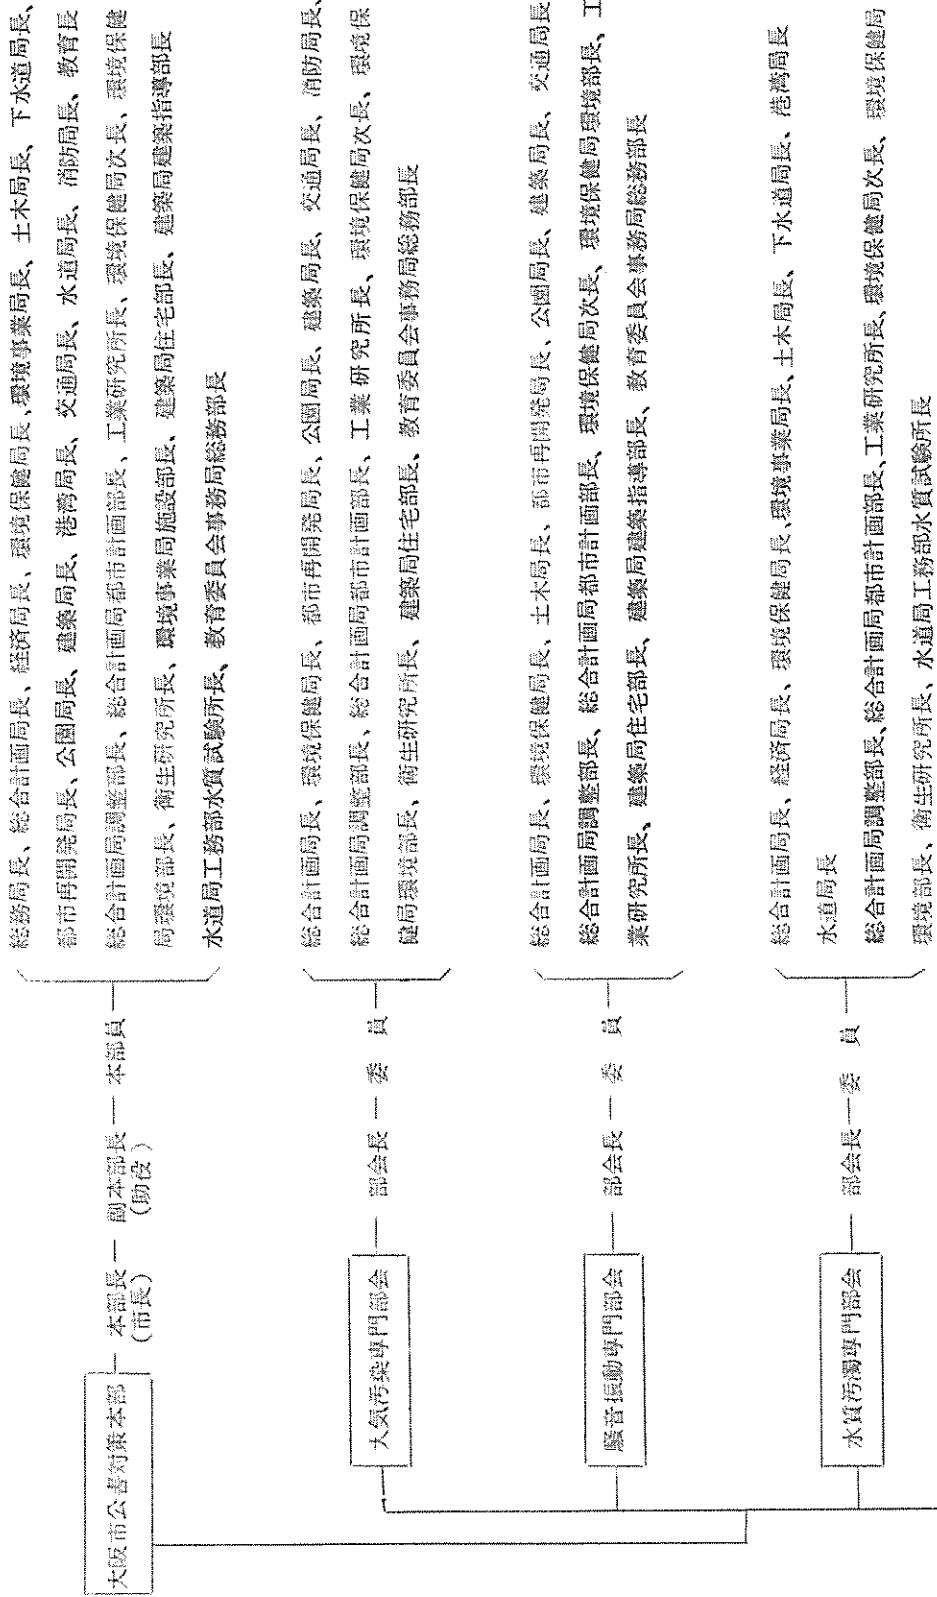 大阪市公害対策本部 ― 本部長 ― 副本部長 ― 本部員
(市長) (助役)
総務局長、総合計画局長、経済局長、環境保健局長、環境事業局長、土木局長、下水道局長、
都市再開発局長、公園局長、建築局長、港湾局長、交通局長、水道局長、消防局長、教育長
総合計画局調整部長、総合計画局都市計画部長、工業研究所長、環境保健局次長、環境保健
局環境部長、衛生研究所長、環境事業局施設部長、建築局住宅部長、建築局建築指導部長
水道局工務部水質試験所長、教育委員会事務局総務部長
大気汚染専門部会 ― 部会長 ― 委 員
総合計画局長、環境保健局長、都市再開発局長、公園局長、建築局長、交通局長、消防局長、
総合計画局調整部長、総合計画局都市計画部長、工業研究所長、環境保健局次長、環境保
健局環境部長、衛生研究所長、建築局住宅部長、教育委員会事務局総務部長
騒音振動専門部会 ― 部会長 ― 委 員
総合計画局長、環境保健局長、土木局長、都市再開発局長、公園局長、建築局長、交通局長
総合計画局調整部長、総合計画局都市計画部長、環境保健局次長、環境保健局環境部長、工
業研究所長、建築局住宅部長、建築局建築指導部長、教育委員会事務局総務部長
水質汚濁専門部会 ― 部会長 ― 委 員
総合計画局長、経済局長、環境保健局長、環境事業局長、土木局長、下水道局長、港湾局長
水道局長
総合計画局調整部長、総合計画局都市計画部長、工業研究所長、環境保健局次長、環境保健局
環境部長、衛生研究所長、水道局工務部水質試験所長